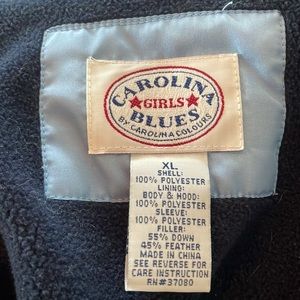 CAROLINA
GIRLS
BLUES
BY CAROLINA COLOURS
XL
SHELL:
100% POLYESTER
LINING:
BODY & HOOD:
100% POLYESTER
SLEEVE:
100% POLYESTER
FILLER:
55% DOWN
45% FEATHER
MADE IN CHINA
SEE REVERSE FOR
CARE INSTRUCTION
RN#37080